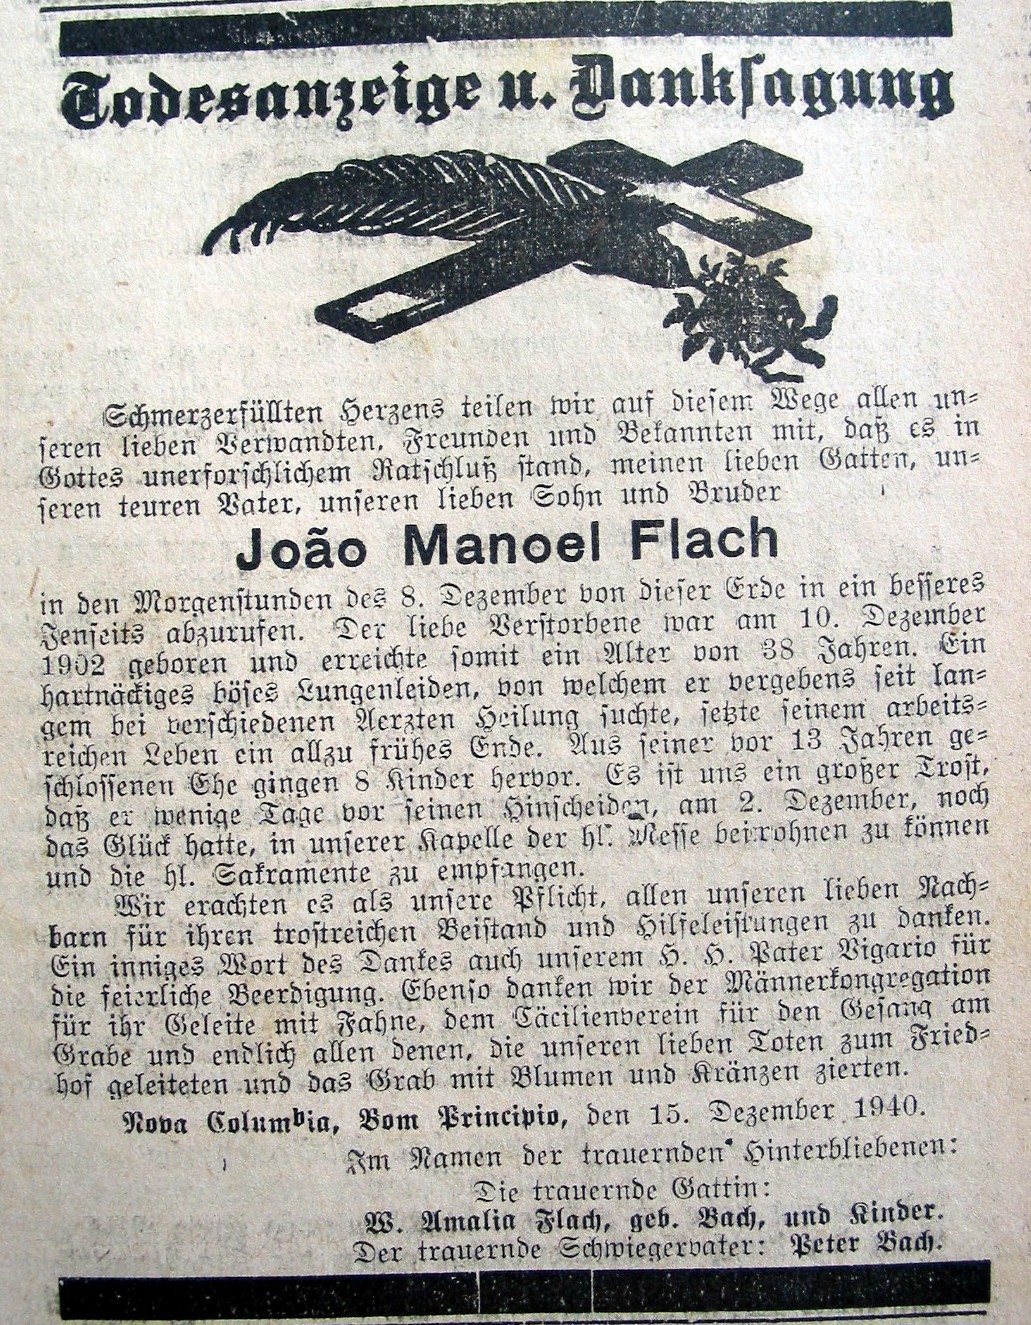 Todesanzeige u. Danksagung
Schmerzerfüllten Herzens teilen wir auf diesem Wege allen un-
seren lieben Verwandten, Freunden und Bekannten mit, daß es in
Gottes unerforschlichem Ratschluß stand, meinen lieben Gatten, un-
seren teuren Vater, unseren lieben Sohn und Bruder
João Manoel Flach
in den Morgenstunden des 8. Dezember von dieser Erde in ein besseres
Jenseits abzurufen. Der liebe Verstorbene war am 10. Dezember
1902 geboren und erreichte somit ein Alter von 38 Jahren. Ein
hartnäckiges böses Lungenleiden, von welchem er vergebens seit lan-
gem bei verschiedenen Aerzten Heilung suchte, setzte seinem arbeits-
reichen Leben ein allzu frühes Ende. Aus seiner vor 13 Jahren ge-
schlossenen Ehe gingen 8 Kinder hervor. Es ist uns ein großer Trost,
daß er wenige Tage vor seinen Hinscheiden, am 2. Dezember, noch
das Glück hatte, in unserer Kapelle der hl. Messe beiwohnen zu können
und die hl. Sakramente zu empfangen.
Wir erachten es als unsere Pflicht, allen unseren lieben Nach-
barn für ihren trostreichen Beistand und Hilfeleistungen zu danken.
Ein inniges Wort des Dankes auch unserem H. H. Pater Vigario für
die feierliche Beerdigung. Ebenso danken wir der Männerkongregation
für ihr Geleite mit Fahne, dem Cäcilienverein für den Gesang am
Grabe und endlich allen denen, die unseren lieben Toten zum Fried-
hof geleiteten und das Grab mit Blumen und Kränzen zierten.
Nova Columbia, Bom Principio, den 15. Dezember 1940.
Im Namen der trauernden Hinterbliebenen:
Die trauernde Gattin:
W. Amalia Flach, geb. Bach, und Kinder.
Der trauernde Schwiegervater: Peter Bach.